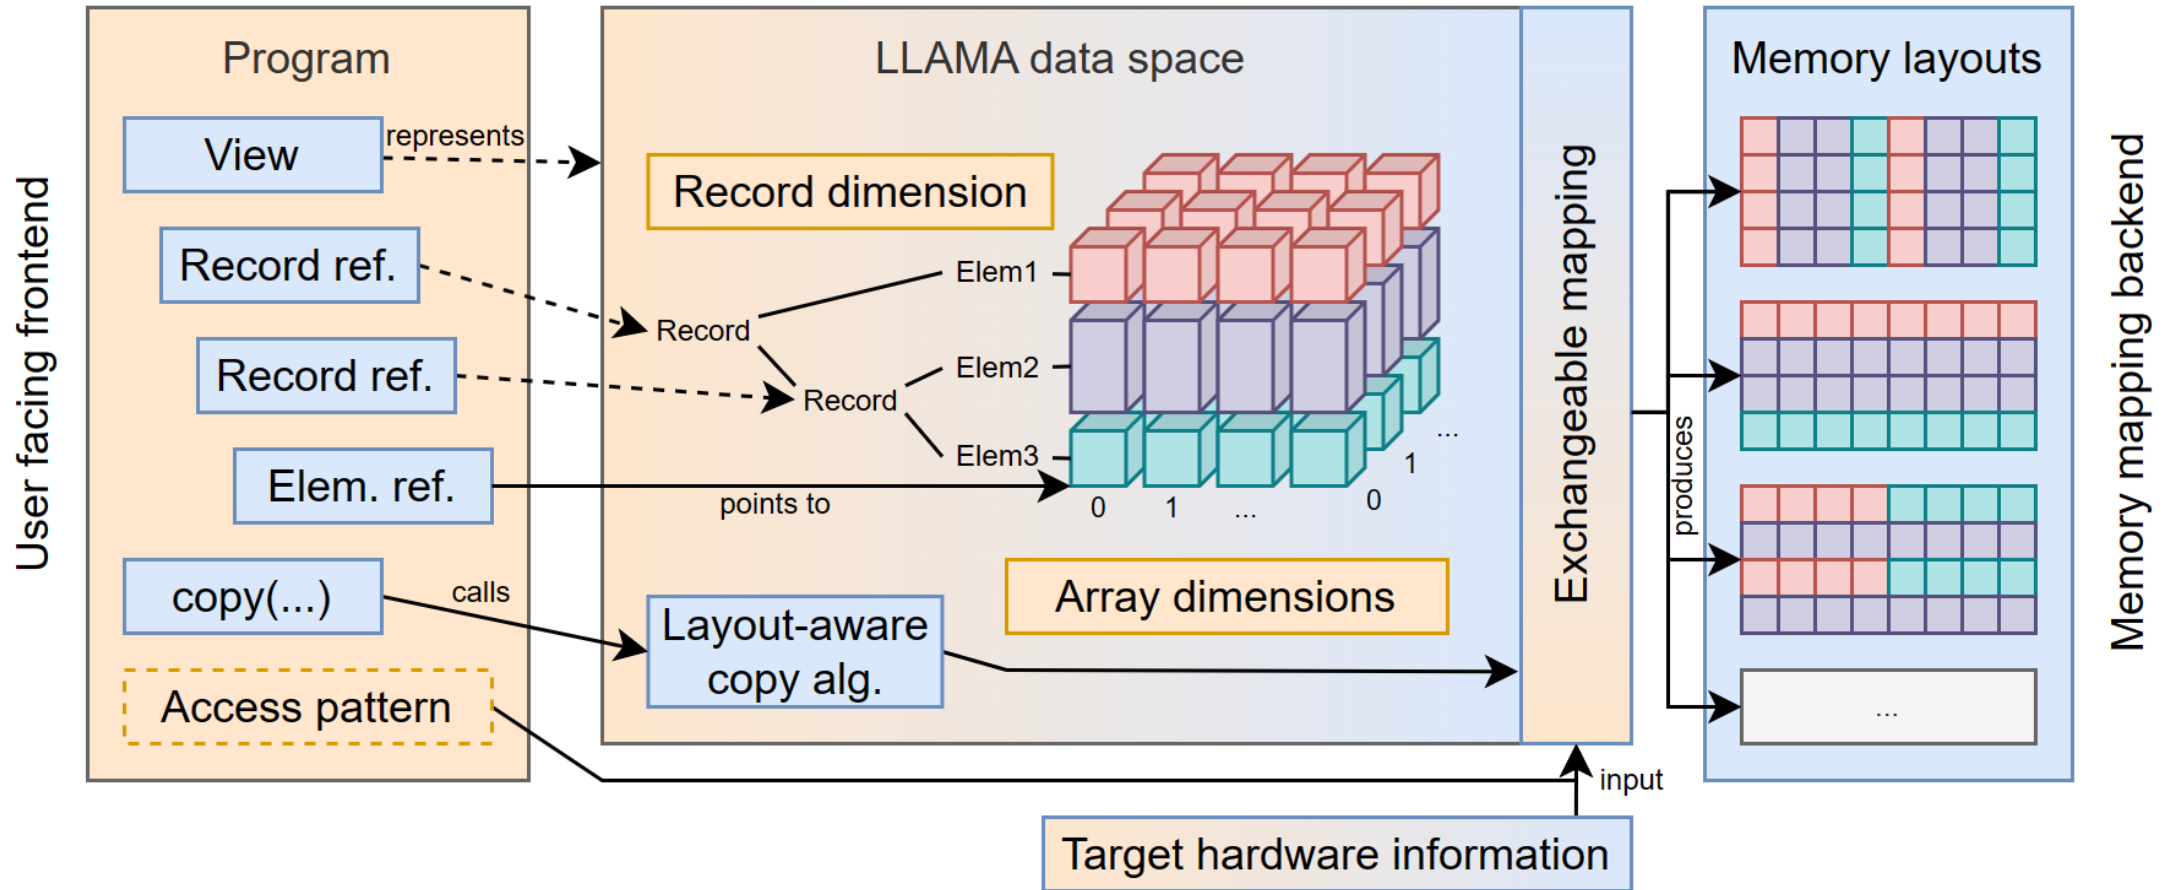 User facing frontend
Program
View
represents
Record ref.
Record ref.
Elem. ref.
points to
copy(...)
calls
Access pattern
LLAMA data space
Record dimension
Record
Record
Elem1
Elem2
Elem3
0
1
...
0
1
...
Array dimensions
Layout-aware
copy alg.
Exchangeable mapping
input
Target hardware information
produces
Memory layouts
...
Memory mapping backend